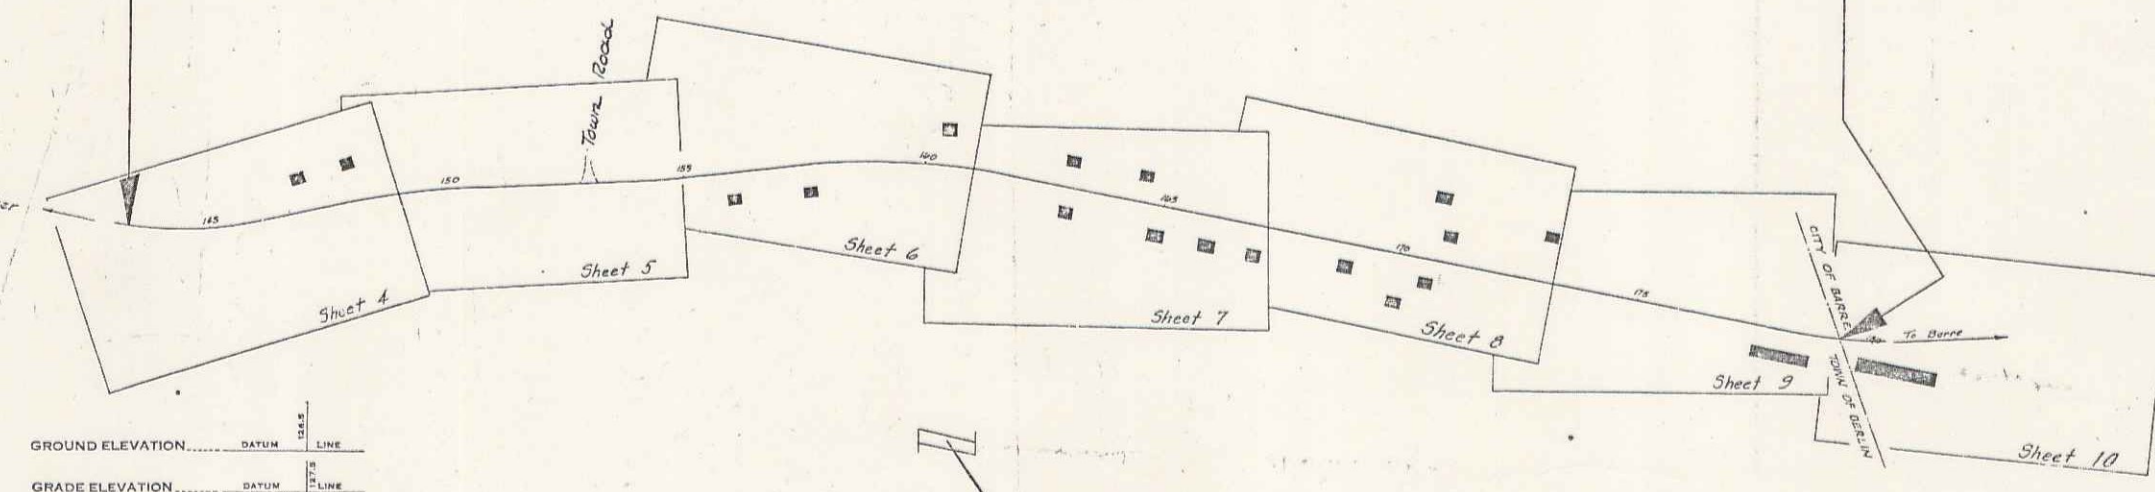 Town Road
145
150
155
160
165
170
175
180
Sheet 4
Sheet 5
Sheet 6
Sheet 7
Sheet 8
Sheet 9
Sheet 10
CITY OF BARRE
TOWN OF BERLIN
To Barre
GROUND ELEVATION DATUM LINE
126.5
GRADE ELEVATION DATUM LINE
127.5